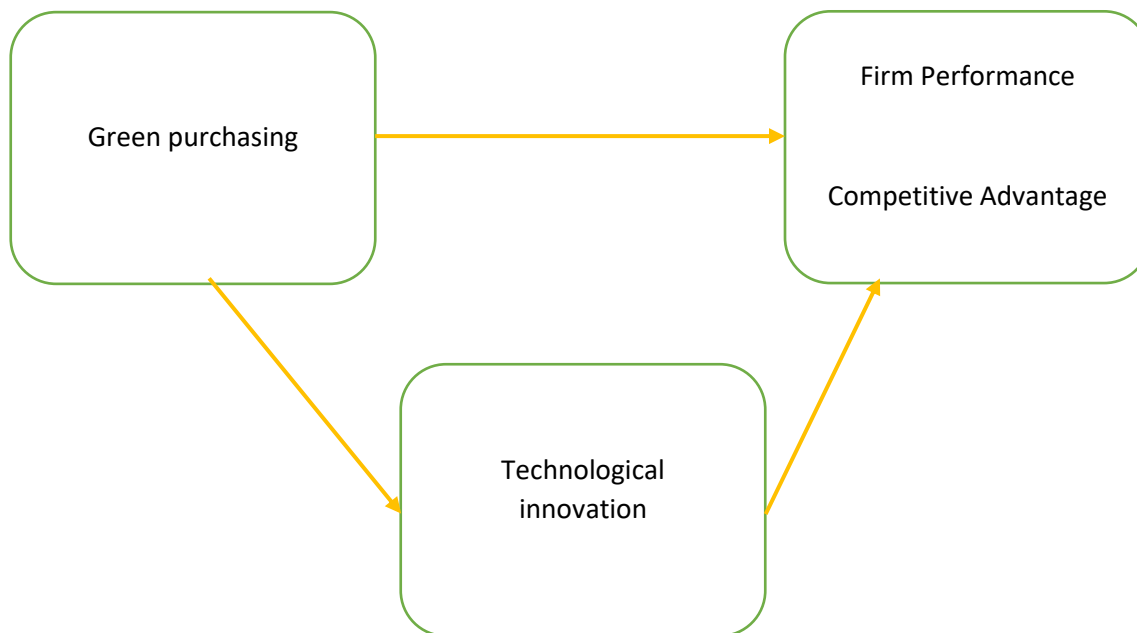 Green purchasing
Firm Performance
Competitive Advantage
Technological
innovation